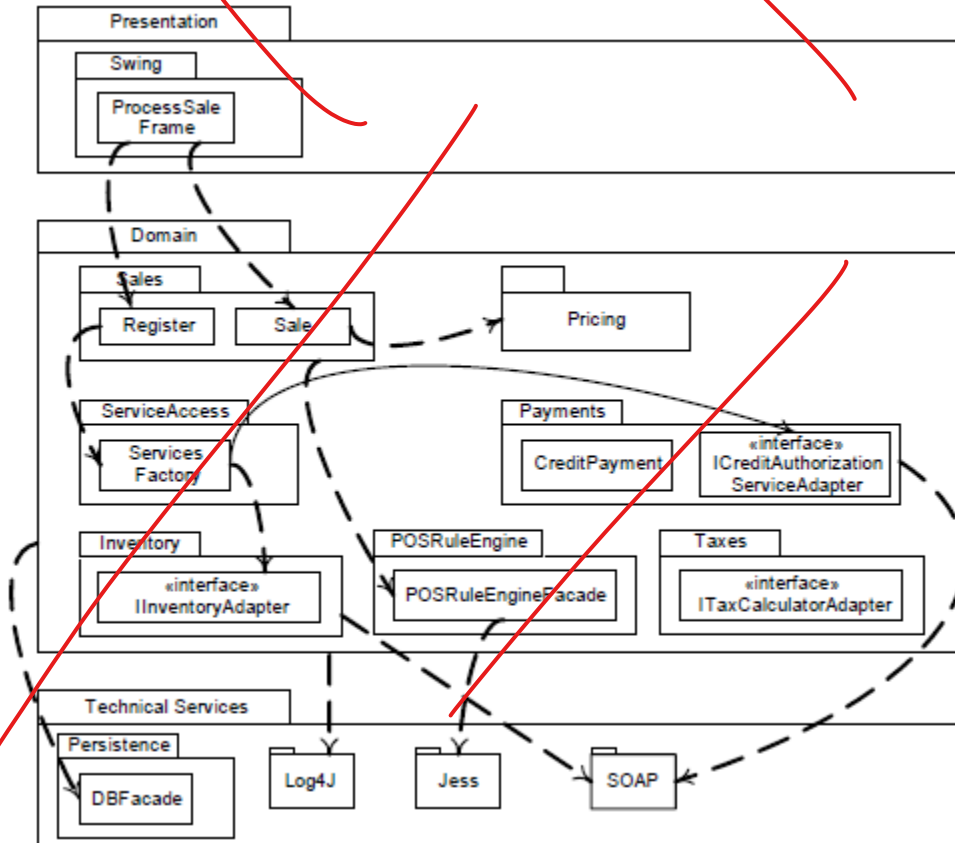 Presentation
Swing
ProcessSale
Frame
Domain
Sales
Register
Sale
Pricing
ServiceAccess
Services
Factory
Payments
CreditPayment
«interface»
ICreditAuthorization
ServiceAdapter
Inventory
«interface»
IInventoryAdapter
POSRuleEngine
POSRuleEngineFacade
Taxes
«interface»
ITaxCalculatorAdapter
Technical Services
Persistence
DBFacade
Log4J
Jess
SOAP